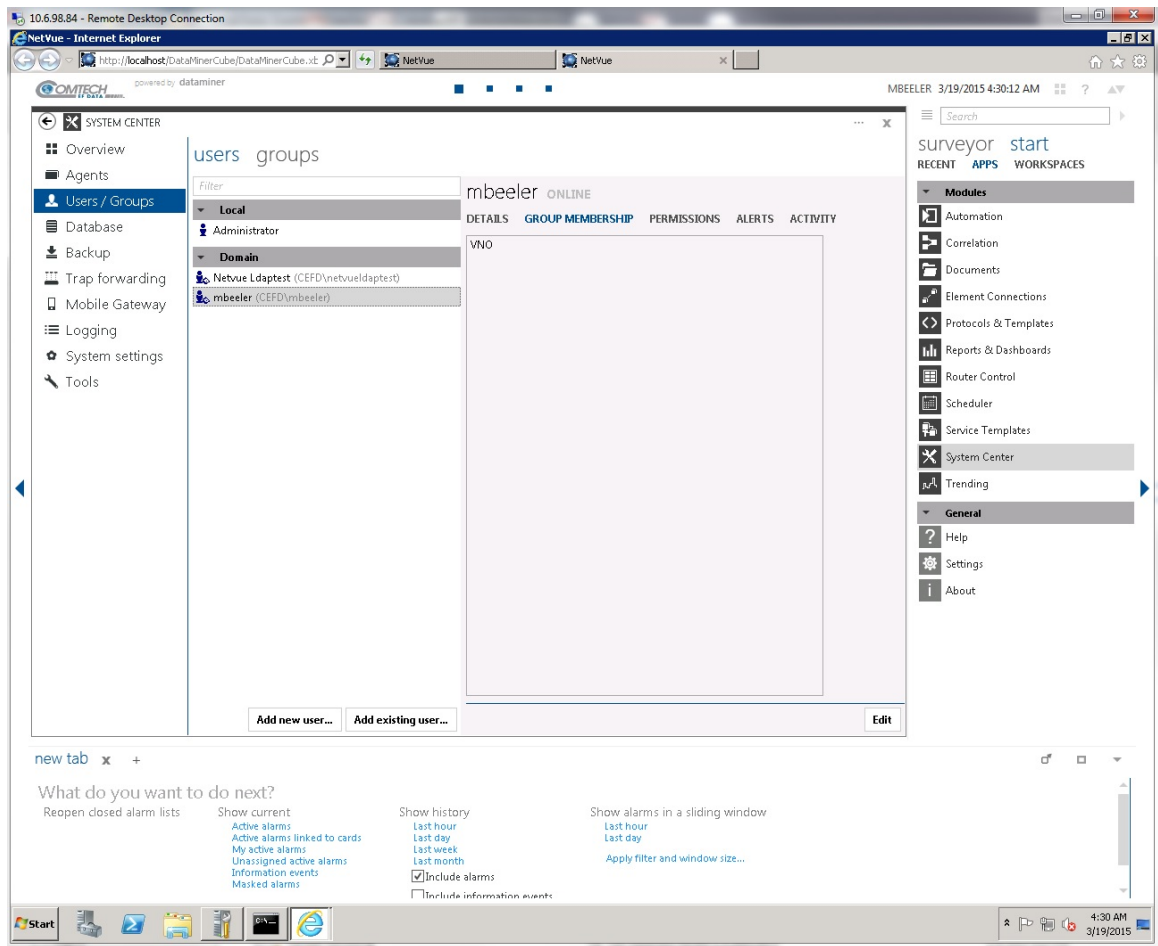 10.6.98.84 - Remote Desktop Connection
NetVue - Internet Explorer
http://localhost/DataMinerCube/DataMinerCube.xb
NetVue
NetVue
COMTECH
EF DATA
powered by dataminer
MBEELER 3/19/2015 4:30:12 AM
?
SYSTEM CENTER
... x
Search
Overview
Agents
Users / Groups
Database
Backup
Trap forwarding
Mobile Gateway
Logging
System settings
Tools
users groups
Filter
Local
Administrator
Domain
Netvue Ldaptest (CEFD\netvueldaptest)
mbeeler (CEFD\mbeeler)
Add new user... Add existing user...
mbeeler ONLINE
DETAILS GROUP MEMBERSHIP PERMISSIONS ALERTS ACTIVITY
VNO
Edit
surveyor start
RECENT APPS WORKSPACES
Modules
Automation
Correlation
Documents
Element Connections
Protocols & Templates
Reports & Dashboards
Router Control
Scheduler
Service Templates
System Center
Trending
General
? Help
Settings
i About
new tab x +
What do you want to do next?
Reopen closed alarm lists
Show current
Active alarms
Active alarms linked to cards
My active alarms
Unassigned active alarms
Information events
Masked alarms
Show history
Last hour
Last day
Last week
Last month
Include alarms
Include information events
Show alarms in a sliding window
Last hour
Last day
Apply filter and window size...
Start
4:30 AM
3/19/2015